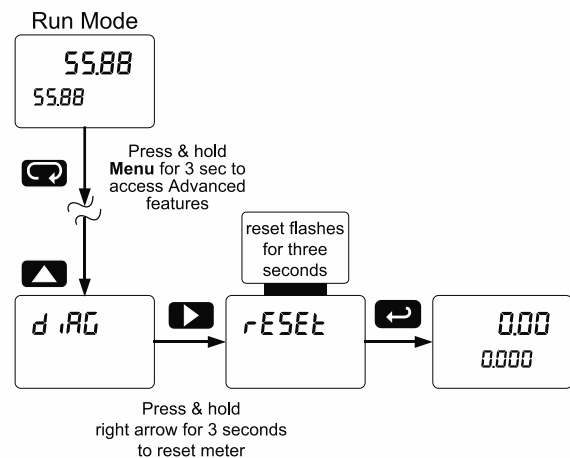 Run Mode
55.88
55.88
Press & hold
Menu for 3 sec to
access Advanced
features
reset flashes
for three
seconds
d iAG
rESEt
0.00
0.000
Press & hold
right arrow for 3 seconds
to reset meter